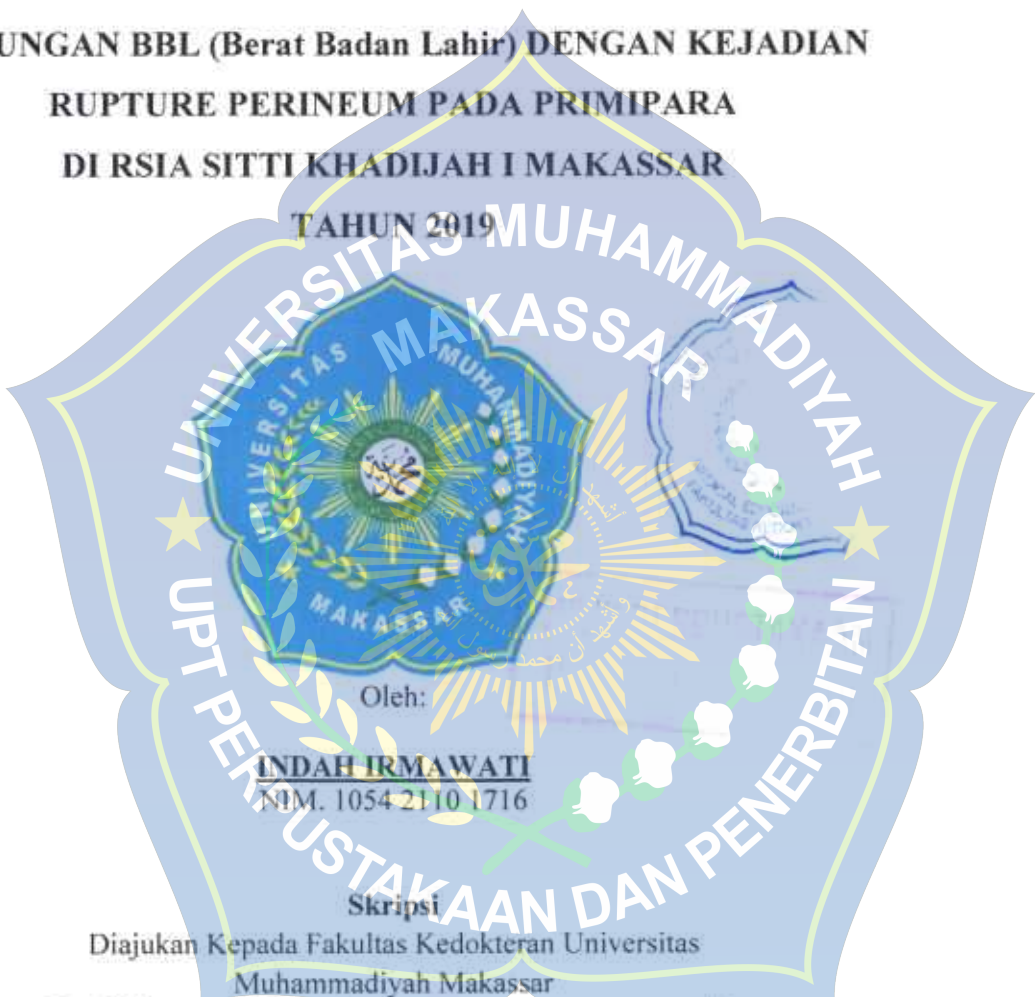 UNGAN BBL (Berat Badan Lahir) DENGAN KEJADIAN
RUPTURE PERINEUM PADA PRIMIPARA
DI RSIA SITTI KHADIJAH I MAKASSAR
TAHUN 2019
UNIVERSITAS MUHAMMADIYAH
MAKASSAR
UPT PERPUSTAKAAN DAN PENERBITAN
UNIVERSITAS MUHAMMADIYAH
MAKASSAR
Oleh:
INDAH IRMAWATI
NIM. 1054 2110 1716
Skripsi
Diajukan Kepada Fakultas Kedokteran Universitas
Muhammadiyah Makassar